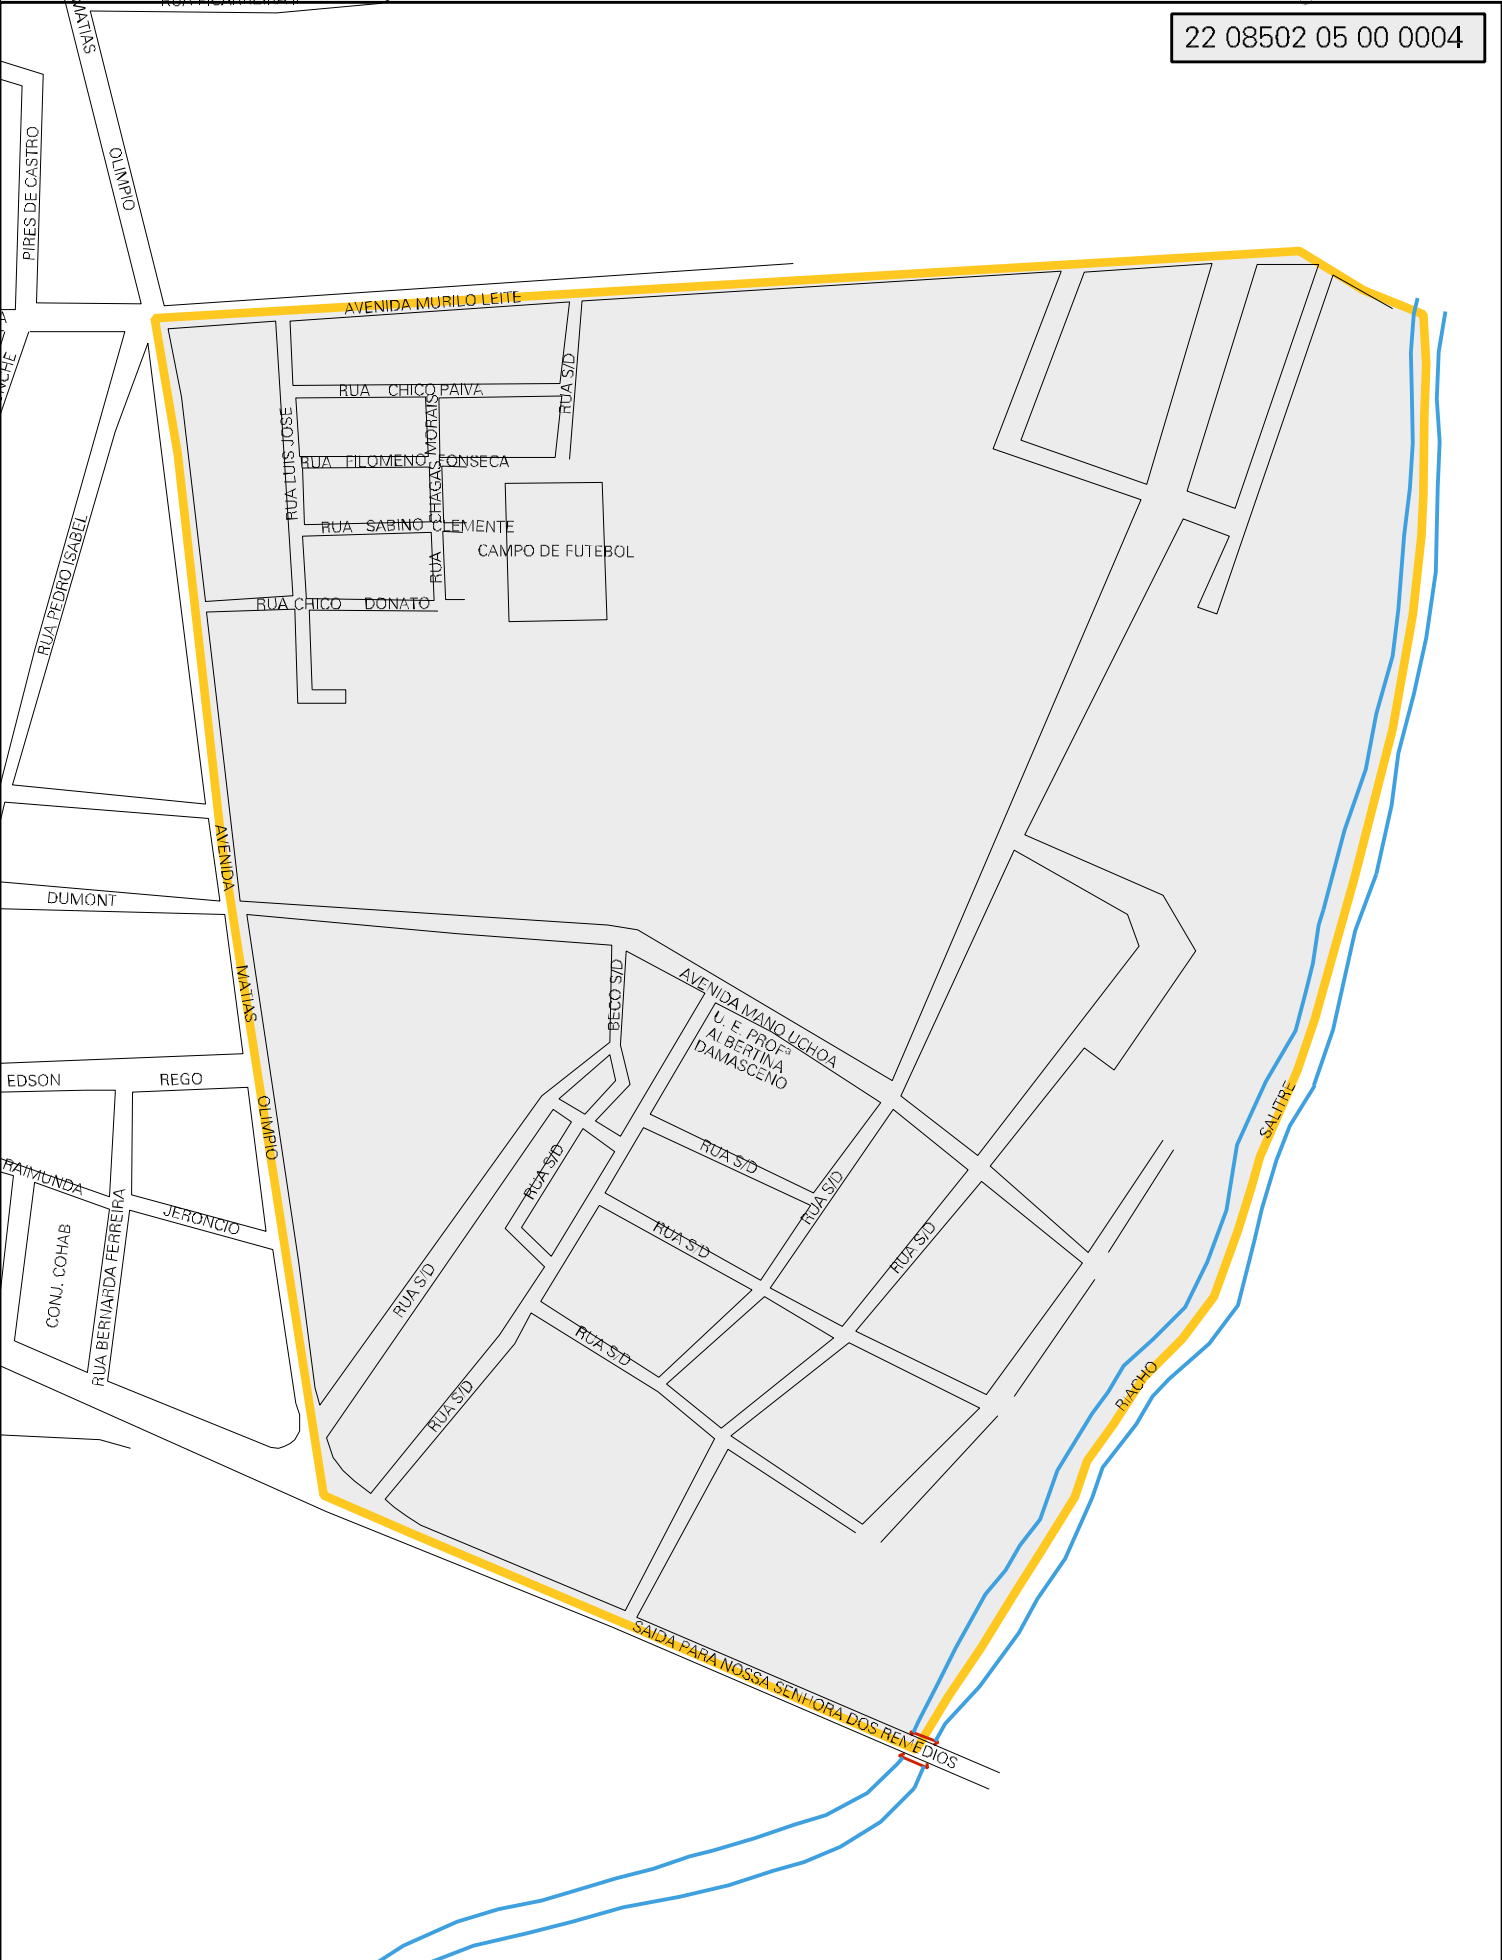 22 08502 05 00 0004
MATIAS
OLIMPIO
PIRES DE CASTRO
AVENIDA MURILO LEITE
RUA CHICO PAIVA
RUA S/D
RUA LUIS JOSE
RUA CHAGAS MORAIS
RUA FILOMENO FONSECA
RUA SABINO CLEMENTE
CAMPO DE FUTEBOL
RUA CHICO DONATO
RUA PEDRO ISABEL
AVENIDA
MATIAS
OLIMPIO
DUMONT
BECO S/D
AVENIDA MANO UCHOA
U. E. PROFª
ALBERTINA
DAMASCENO
EDSON REGO
RAIMUNDA
JERONCIO
CONJ. COHAB
RUA BERNARDA FERREIRA
RUA S/D
RUA S/D
RUA S/D
RUA S/D
RUA S/D
RUA S/D
RUA S/D
RUA S/D
SALITRE
RIACHO
SAIDA PARA NOSSA SENHORA DOS REMEDIOS